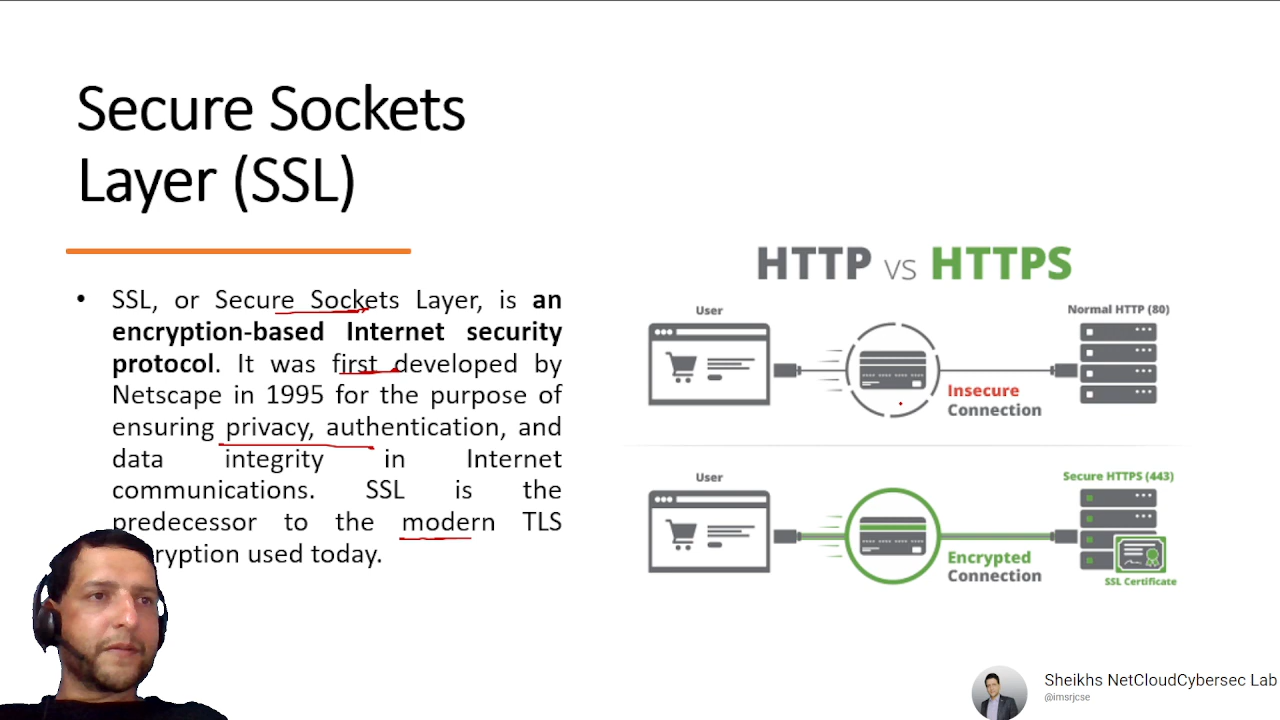 Secure Sockets
Layer (SSL)
• SSL, or Secure Sockets Layer, is an
encryption-based Internet security
protocol. It was first developed by
Netscape in 1995 for the purpose of
ensuring privacy, authentication, and
data integrity in Internet
communications. SSL is the
predecessor to the modern TLS
ryption used today.
HTTP vs HTTPS
User
Normal HTTP (80)
Insecure
Connection
User
Secure HTTPS (443)
Encrypted
Connection
SSL Certificate
Sheikhs NetCloudCybersec Lab
@imsrjcse